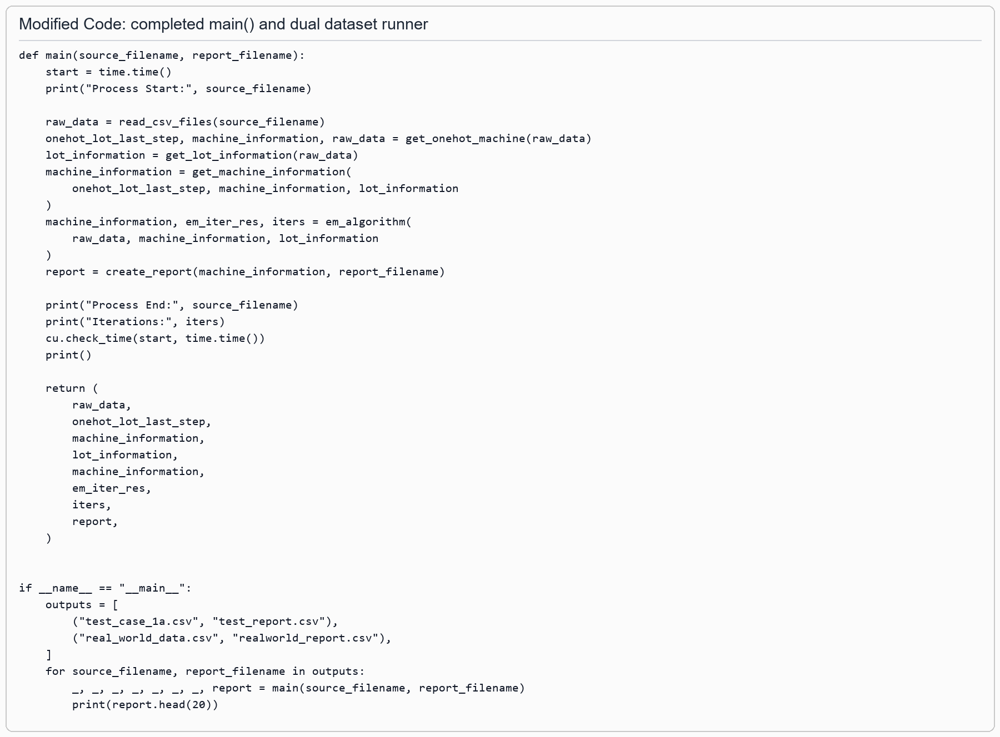 Modified Code: completed main() and dual dataset runner
def main(source_filename, report_filename):
    start = time.time()
    print("Process Start:", source_filename)

    raw_data = read_csv_files(source_filename)
    onehot_lot_last_step, machine_information, raw_data = get_onehot_machine(raw_data)
    lot_information = get_lot_information(raw_data)
    machine_information = get_machine_information(
        onehot_lot_last_step, machine_information, lot_information
    )
    machine_information, em_iter_res, iters = em_algorithm(
        raw_data, machine_information, lot_information
    )
    report = create_report(machine_information, report_filename)

    print("Process End:", source_filename)
    print("Iterations:", iters)
    cu.check_time(start, time.time())
    print()

    return (
        raw_data,
        onehot_lot_last_step,
        machine_information,
        lot_information,
        machine_information,
        em_iter_res,
        iters,
        report,
    )


if __name__ == "__main__":
    outputs = [
        ("test_case_1a.csv", "test_report.csv"),
        ("real_world_data.csv", "realworld_report.csv"),
    ]
    for source_filename, report_filename in outputs:
        _, _, _, _, _, _, _, report = main(source_filename, report_filename)
        print(report.head(20))